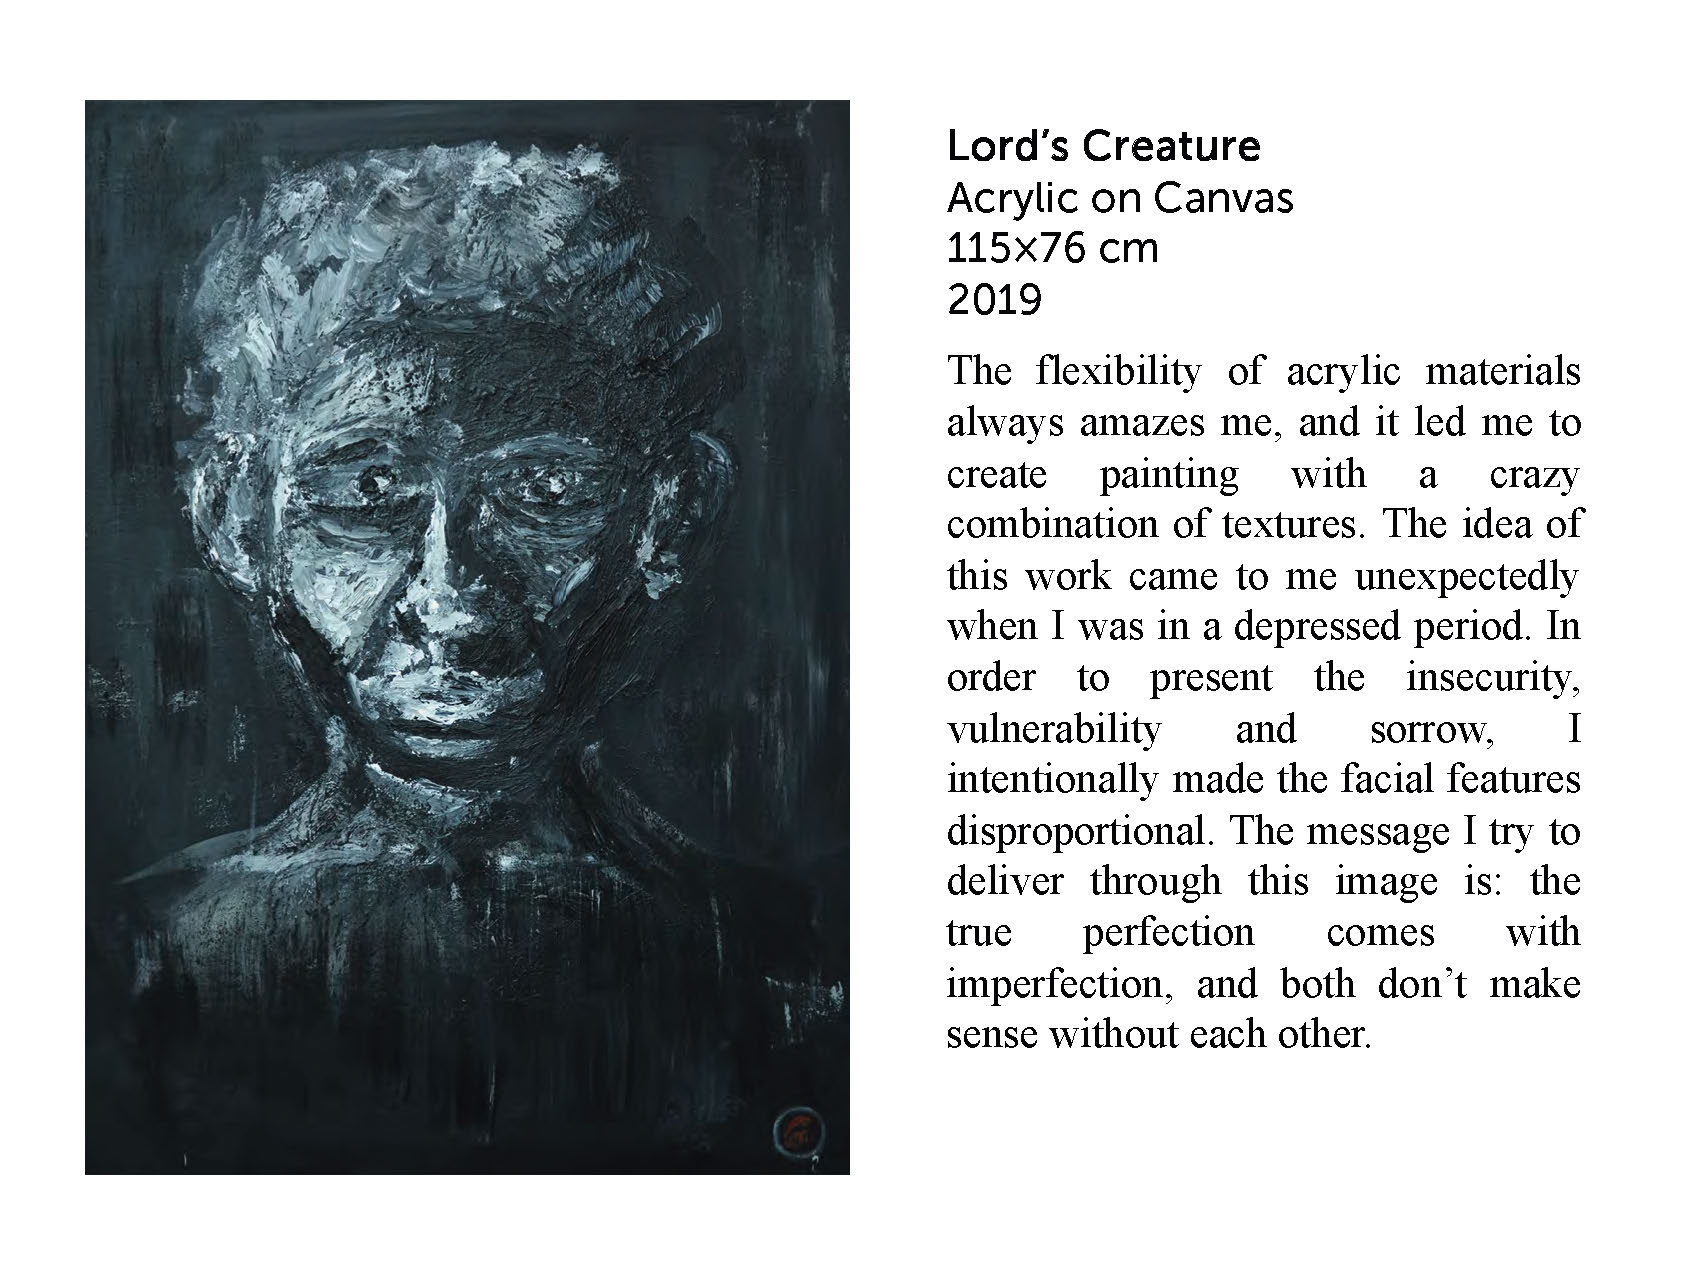 Lord’s Creature
Acrylic on Canvas
115×76 cm
2019
The flexibility of acrylic materials
always amazes me, and it led me to
create painting with a crazy
combination of textures. The idea of
this work came to me unexpectedly
when I was in a depressed period. In
order to present the insecurity,
vulnerability and sorrow, I
intentionally made the facial features
disproportional. The message I try to
deliver through this image is: the
true perfection comes with
imperfection, and both don’t make
sense without each other.